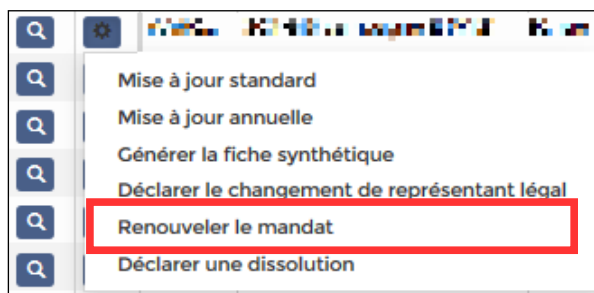 Mise à jour standard
Mise à jour annuelle
Générer la fiche synthétique
Déclarer le changement de représentant légal
Renouveler le mandat
Déclarer une dissolution